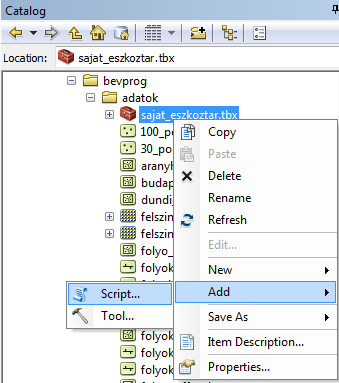 Catalog
Location: sajat_eszkoztar.tbx
bevprog
adatok
sajat_eszkoztar.tbx
Copy
Paste
Delete
Rename
Refresh
Edit...
New
Add
Save As
Item Description...
Properties...
Script...
Tool...
100_po
30_po
aranyh
budap
dundi_
felszin
felszin
folyo_
folyok
folyok
folyok
folyok